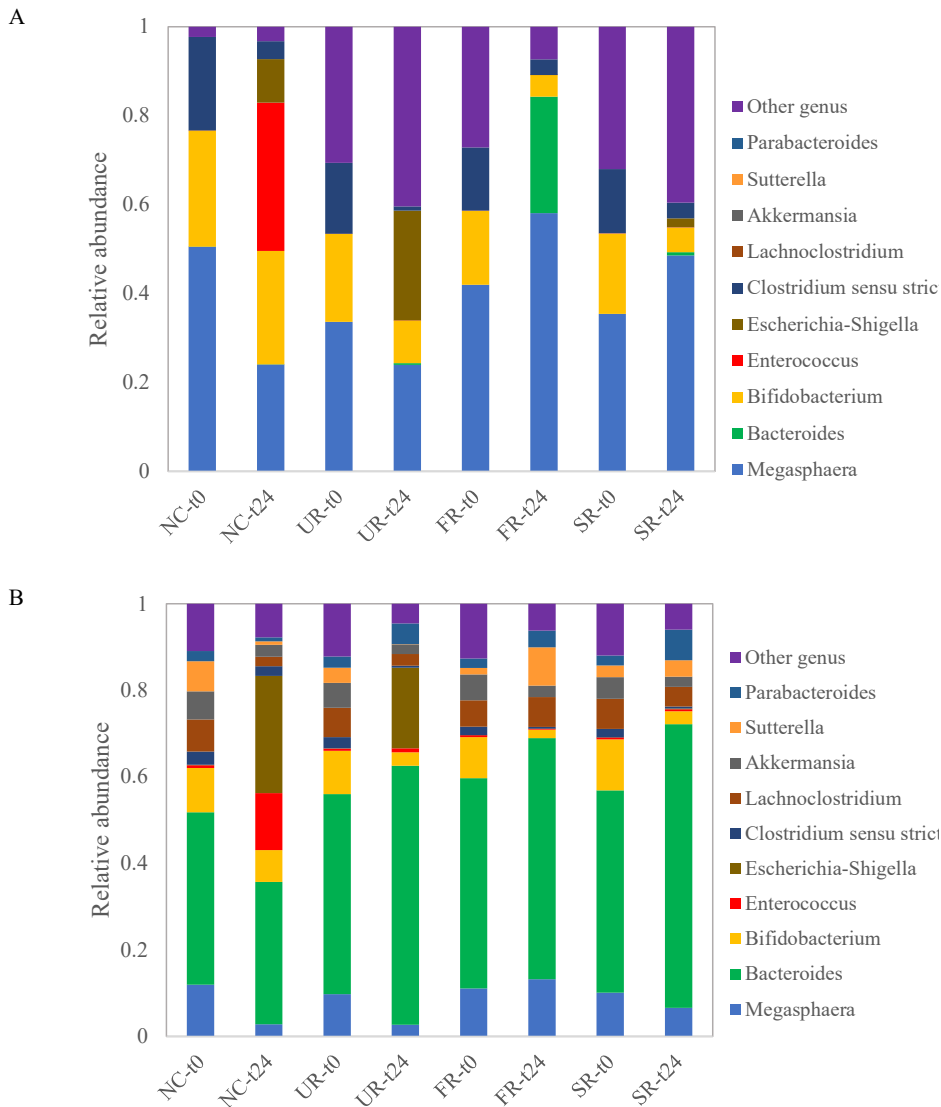 A
Relative abundance
1
0.8
0.6
0.4
0.2
0
NC-t0
NC-t24
UR-t0
UR-t24
FR-t0
FR-t24
SR-t0
SR-t24
Other genus
Parabacteroides
Sutterella
Akkermansia
Lachnoclostridium
Clostridium sensu strict
Escherichia-Shigella
Enterococcus
Bifidobacterium
Bacteroides
Megasphaera
B
Relative abundance
1
0.8
0.6
0.4
0.2
0
NC-t0
NC-t24
UR-t0
UR-t24
FR-t0
FR-t24
SR-t0
SR-t24
Other genus
Parabacteroides
Sutterella
Akkermansia
Lachnoclostridium
Clostridium sensu strict
Escherichia-Shigella
Enterococcus
Bifidobacterium
Bacteroides
Megasphaera